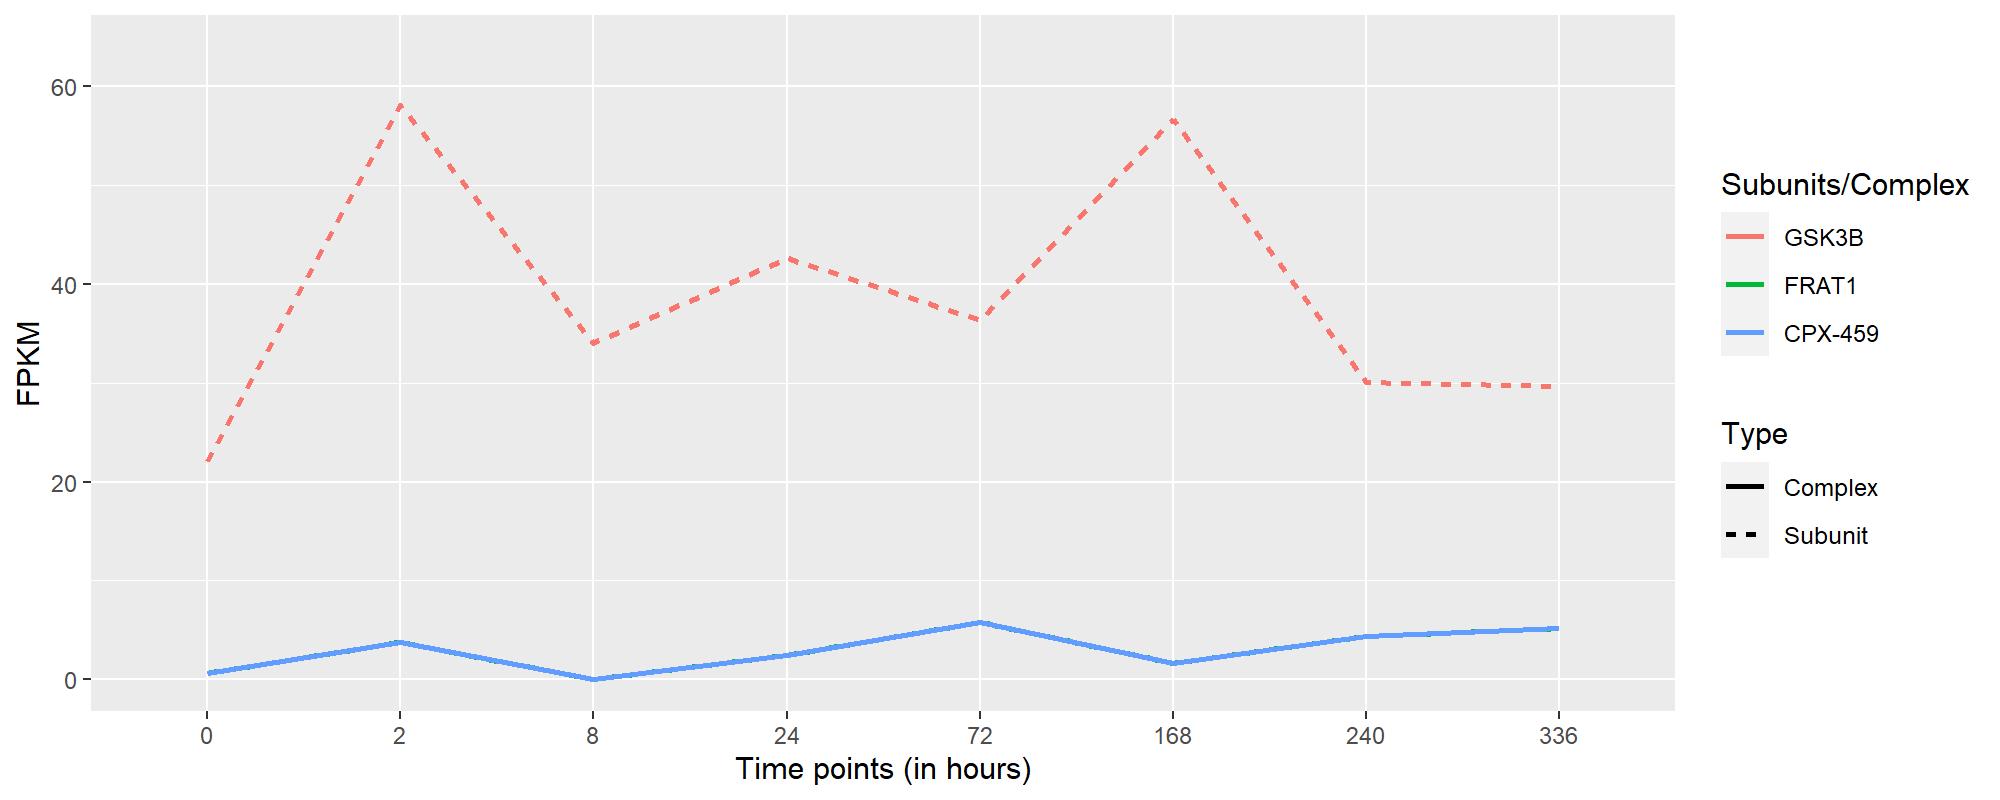 60
40
20
0
FPKM
0 2 8 24 72 168 240 336
Time points (in hours)
Subunits/Complex
GSK3B
FRAT1
CPX-459
Type
Complex
Subunit